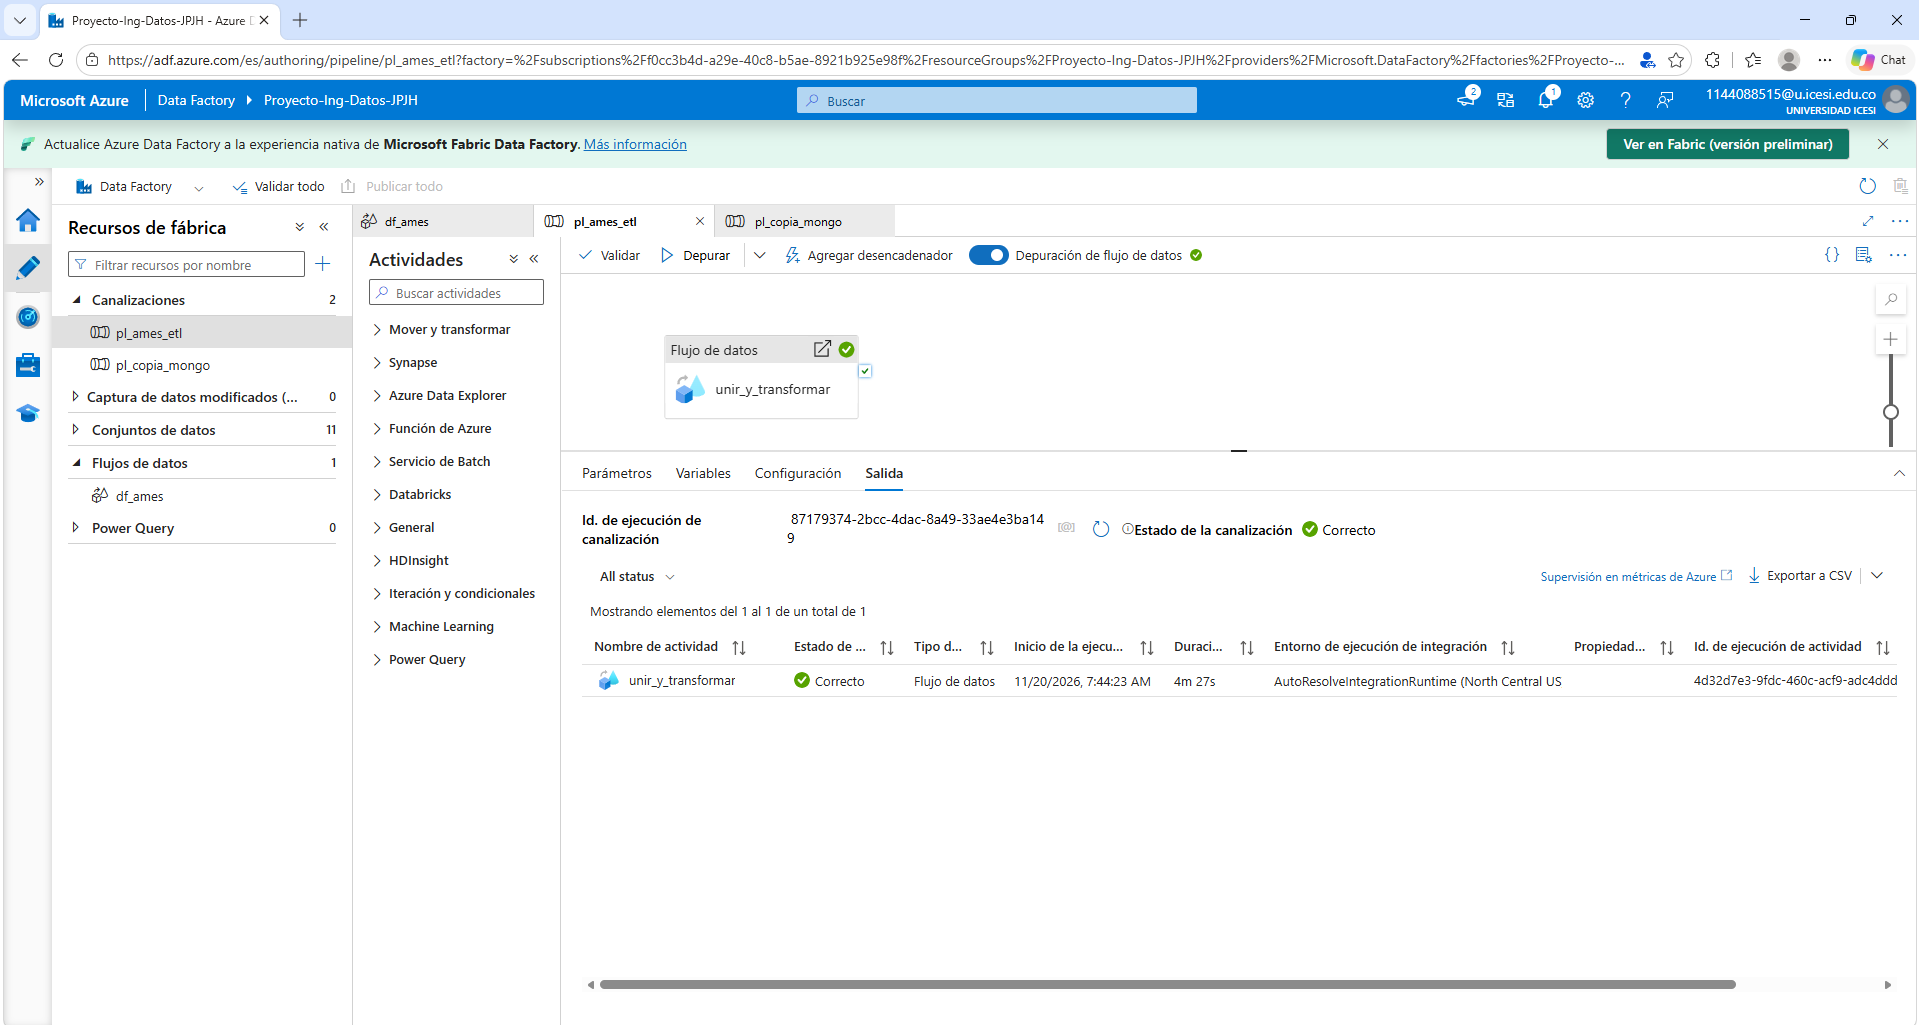 Proyecto-Ing-Datos-JPJH - Azure D
https://adf.azure.com/es/authoring/pipeline/pl_ames_etl?factory=%2Fsubscriptions%2Ff0cc3b4d-a29e-40c8-b5ae-8921b925e98f%2FresourceGroups%2FProyecto-Ing-Datos-JPJH%2Fproviders%2FMicrosoft.DataFactory%2Ffactories%2FProyecto-...
Chat
Microsoft Azure
Data Factory
Proyecto-Ing-Datos-JPJH
Buscar
2
1
1144088515@u.icesi.edu.co
UNIVERSIDAD ICESI
Actualice Azure Data Factory a la experiencia nativa de Microsoft Fabric Data Factory. Más información
Ver en Fabric (versión preliminar)
Data Factory
Validar todo
Publicar todo
Recursos de fábrica
Filtrar recursos por nombre
Canalizaciones 2
pl_ames_etl
pl_copia_mongo
Captura de datos modificados (... 0
Conjuntos de datos 11
Flujos de datos 1
df_ames
Power Query 0
df_ames
pl_ames_etl
pl_copia_mongo
Actividades
Buscar actividades
Mover y transformar
Synapse
Azure Data Explorer
Función de Azure
Servicio de Batch
Databricks
General
HDInsight
Iteración y condicionales
Machine Learning
Power Query
Validar
Depurar
Agregar desencadenador
Depuración de flujo de datos
Flujo de datos
unir_y_transformar
Parámetros
Variables
Configuración
Salida
Id. de ejecución de
canalización
87179374-2bcc-4dac-8a49-33ae4e3ba14
9
Estado de la canalización
Correcto
All status
Supervisión en métricas de Azure
Exportar a CSV
Mostrando elementos del 1 al 1 de un total de 1
Nombre de actividad
Estado de ...
Tipo d...
Inicio de la ejecu...
Duraci...
Entorno de ejecución de integración
Propiedad...
Id. de ejecución de actividad
unir_y_transformar
Correcto
Flujo de datos
11/20/2026, 7:44:23 AM
4m 27s
AutoResolveIntegrationRuntime (North Central US
4d32d7e3-9fdc-460c-acf9-adc4ddd